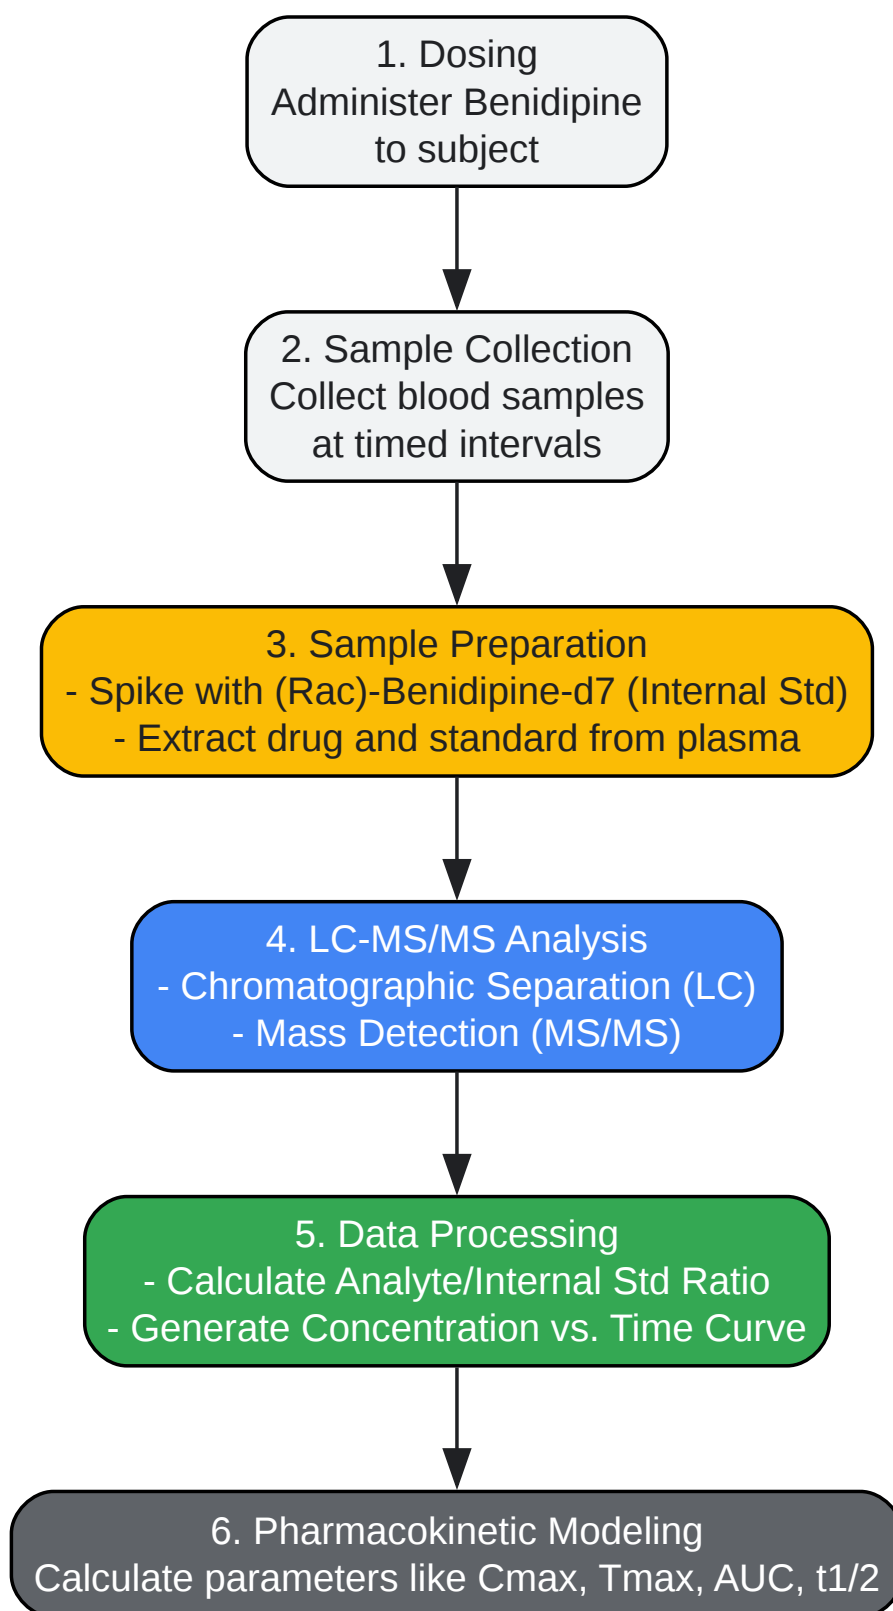 1. Dosing
Administer Benidipine
to subject
2. Sample Collection
Collect blood samples
at timed intervals
3. Sample Preparation
- Spike with (Rac)-Benidipine-d7 (Internal Std)
- Extract drug and standard from plasma
4. LC-MS/MS Analysis
- Chromatographic Separation (LC)
- Mass Detection (MS/MS)
5. Data Processing
- Calculate Analyte/Internal Std Ratio
- Generate Concentration vs. Time Curve
6. Pharmacokinetic Modeling
Calculate parameters like Cmax, Tmax, AUC, t1/2